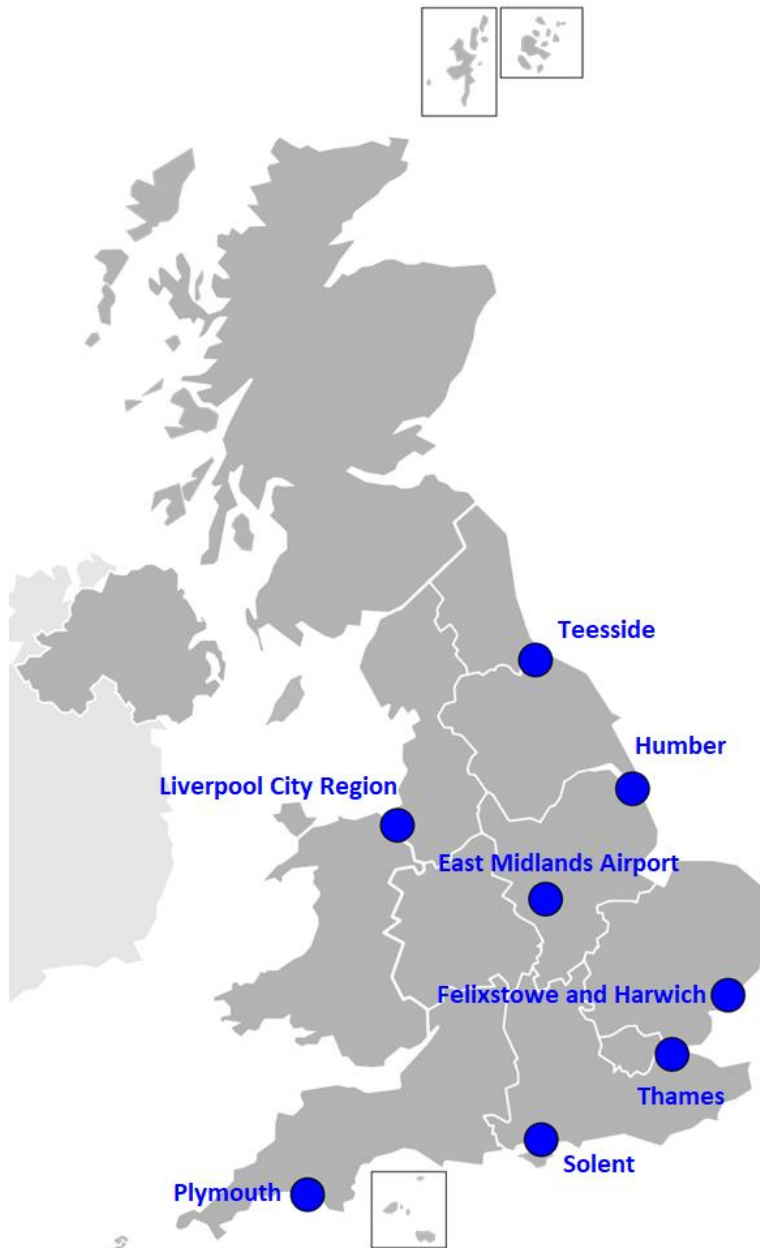 Teesside
Humber
Liverpool City Region
East Midlands Airport
Felixstowe and Harwich
Thames
Solent
Plymouth